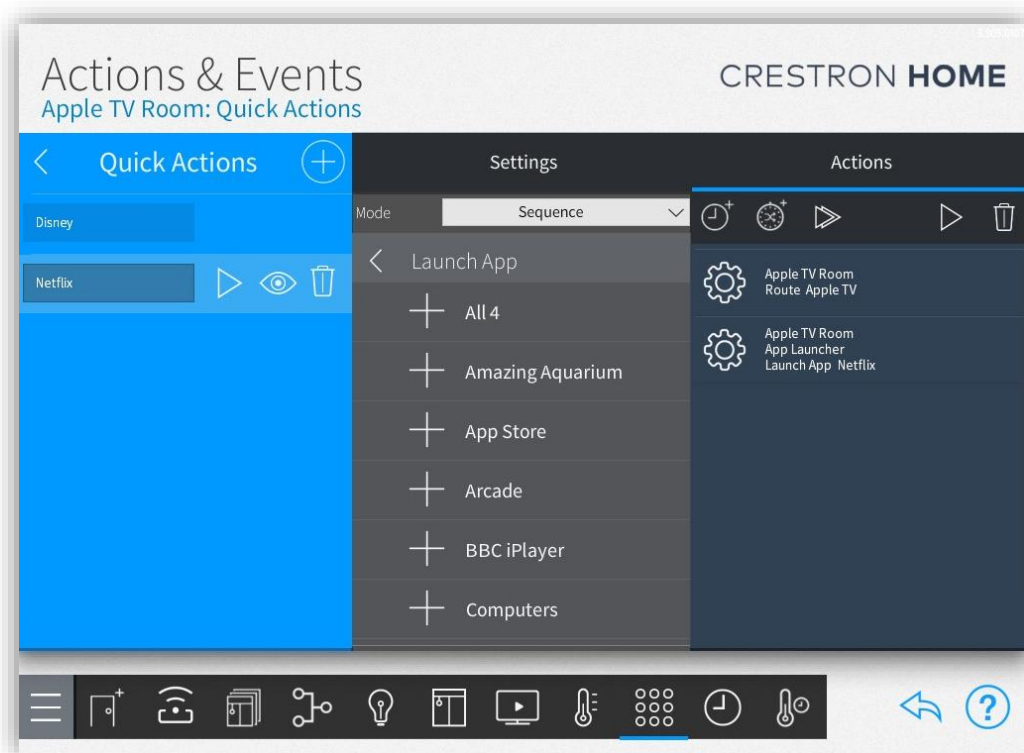 Actions & Events
CRESTRON HOME
Apple TV Room: Quick Actions
Quick Actions
Settings
Actions
Disney
Mode
Sequence
Netflix
Launch App
All 4
Amazing Aquarium
App Store
Arcade
BBC iPlayer
Computers
Apple TV Room
Route Apple TV
Apple TV Room
App Launcher
Launch App Netflix
?